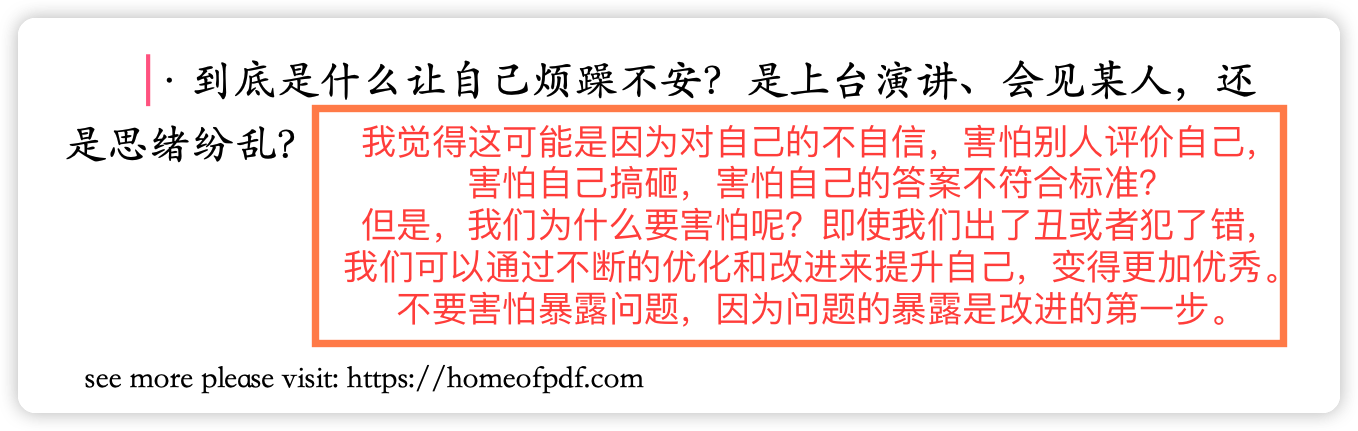 · 到底是什么让自己烦躁不安？是上台演讲、会见某人，还
是思绪纷乱？
我觉得这可能是因为对自己的不自信，害怕别人评价自己，
害怕自己搞砸，害怕自己的答案不符合标准？
但是，我们为什么要害怕呢？即使我们出了丑或者犯了错，
我们可以通过不断的优化和改进来提升自己，变得更加优秀。
不要害怕暴露问题，因为问题的暴露是改进的第一步。
see more please visit: https://homeofpdf.com